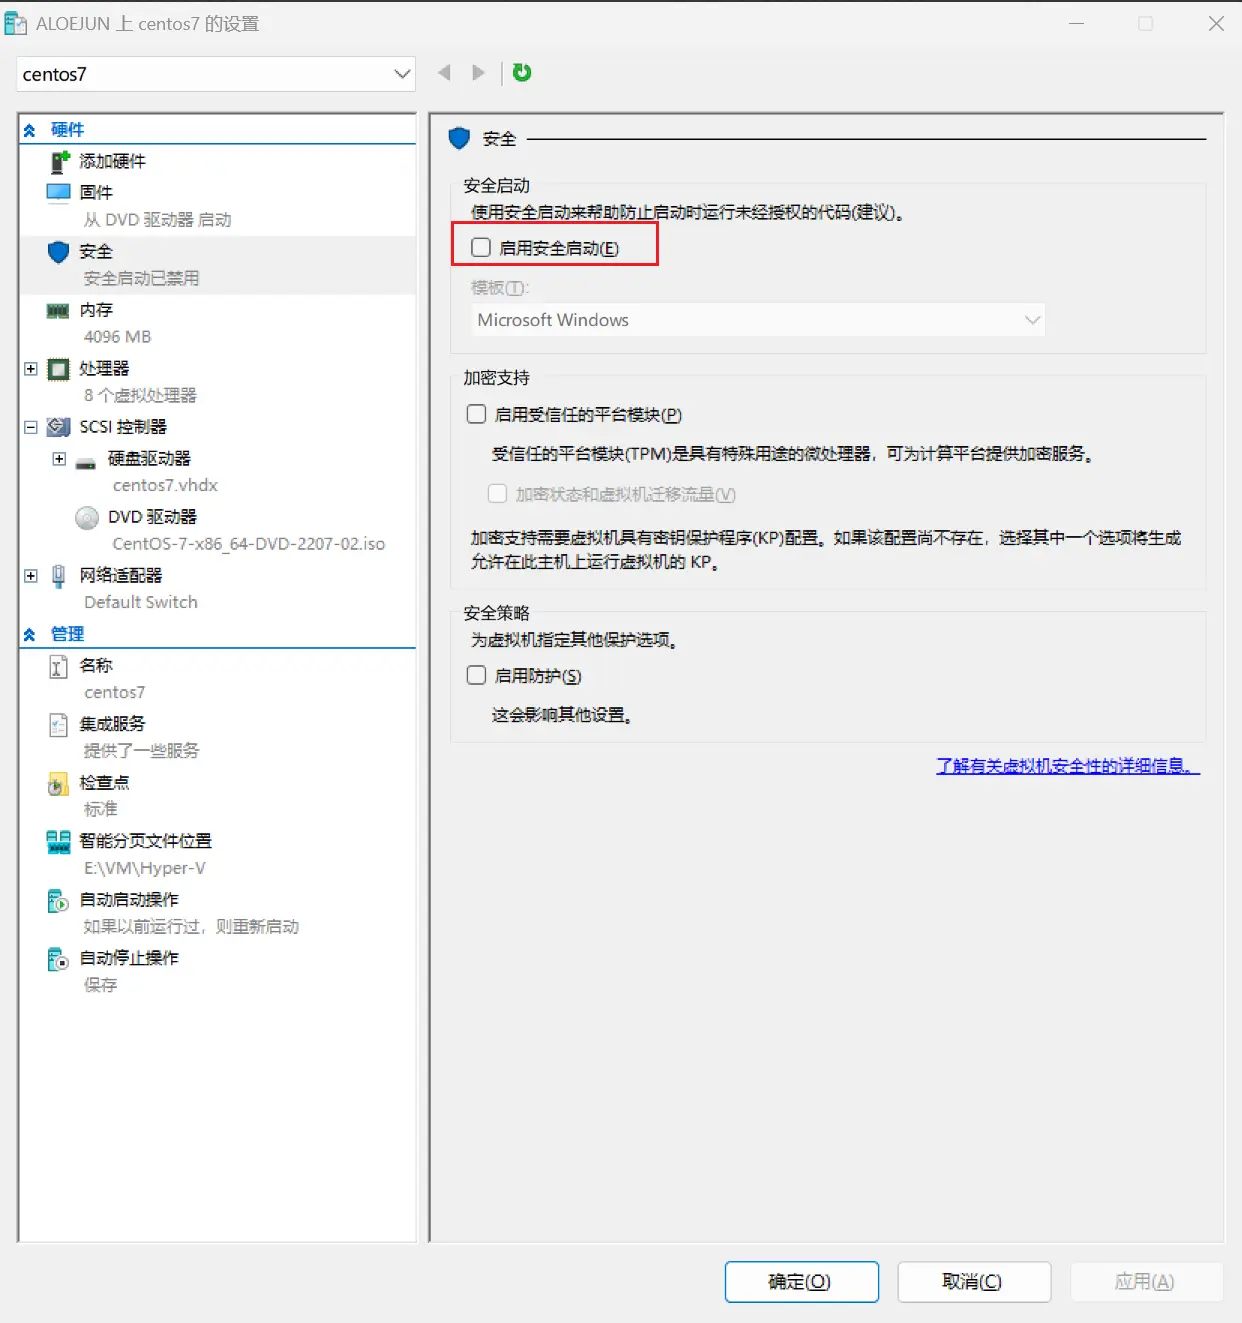 ALOEJUN 上 centos7 的设置
centos7
硬件
添加硬件
固件
从 DVD 驱动器 启动
安全
安全启动已禁用
内存
4096 MB
处理器
8 个虚拟处理器
SCSI 控制器
硬盘驱动器
centos7.vhdx
DVD 驱动器
CentOS-7-x86_64-DVD-2207-02.iso
网络适配器
Default Switch
管理
名称
centos7
集成服务
提供了一些服务
检查点
标准
智能分页文件位置
E:\VM\Hyper-V
自动启动操作
如果以前运行过，则重新启动
自动停止操作
保存
安全
安全启动
使用安全启动来帮助防止启动时运行未经授权的代码(建议)。
启用安全启动(E)
模板(T):
Microsoft Windows
加密支持
启用受信任的平台模块(P)
受信任的平台模块(TPM)是具有特殊用途的微处理器，可为计算平台提供加密服务。
加密状态和虚拟机迁移流量(V)
加密支持需要虚拟机具有密钥保护程序(KP)配置。如果该配置尚不存在，选择其中一个选项将生成
允许在此主机上运行虚拟机的 KP。
安全策略
为虚拟机指定其他保护选项。
启用防护(S)
这会影响其他设置。
了解有关虚拟机安全性的详细信息。
确定(O)
取消(C)
应用(A)